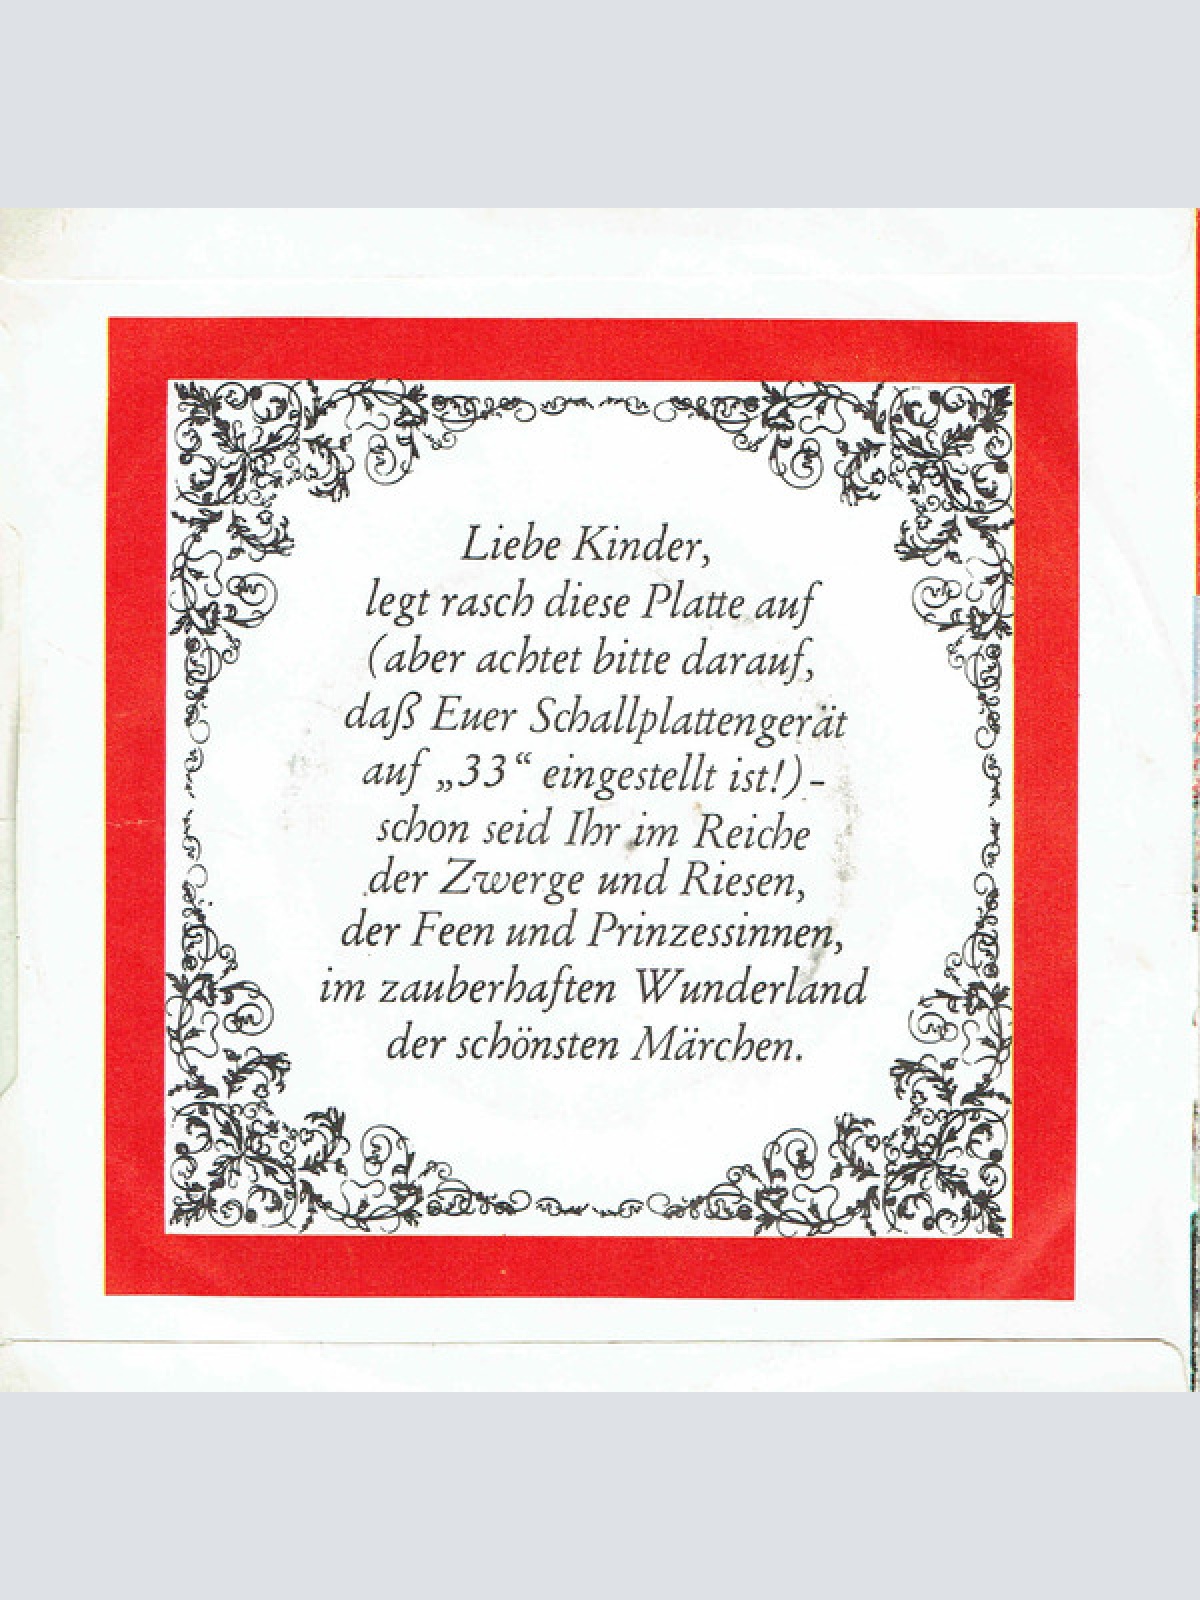 Liebe Kinder,
legt rasch diese Platte auf
(aber achtet bitte darauf,
daß Euer Schallplattengerät
auf „33“ eingestellt ist!) –
schon seid Ihr im Reiche
der Zwerge und Riesen,
der Feen und Prinzessinnen,
im zauberhaften Wunderland
der schönsten Märchen.